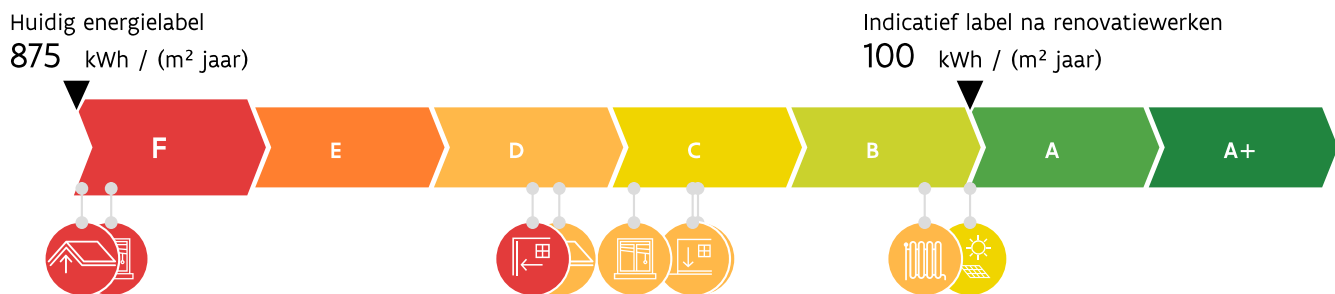 Huidig energielabel
875 kWh / (m² jaar)
Indicatief label na renovatiewerken
100 kWh / (m² jaar)
F E D C B A A+